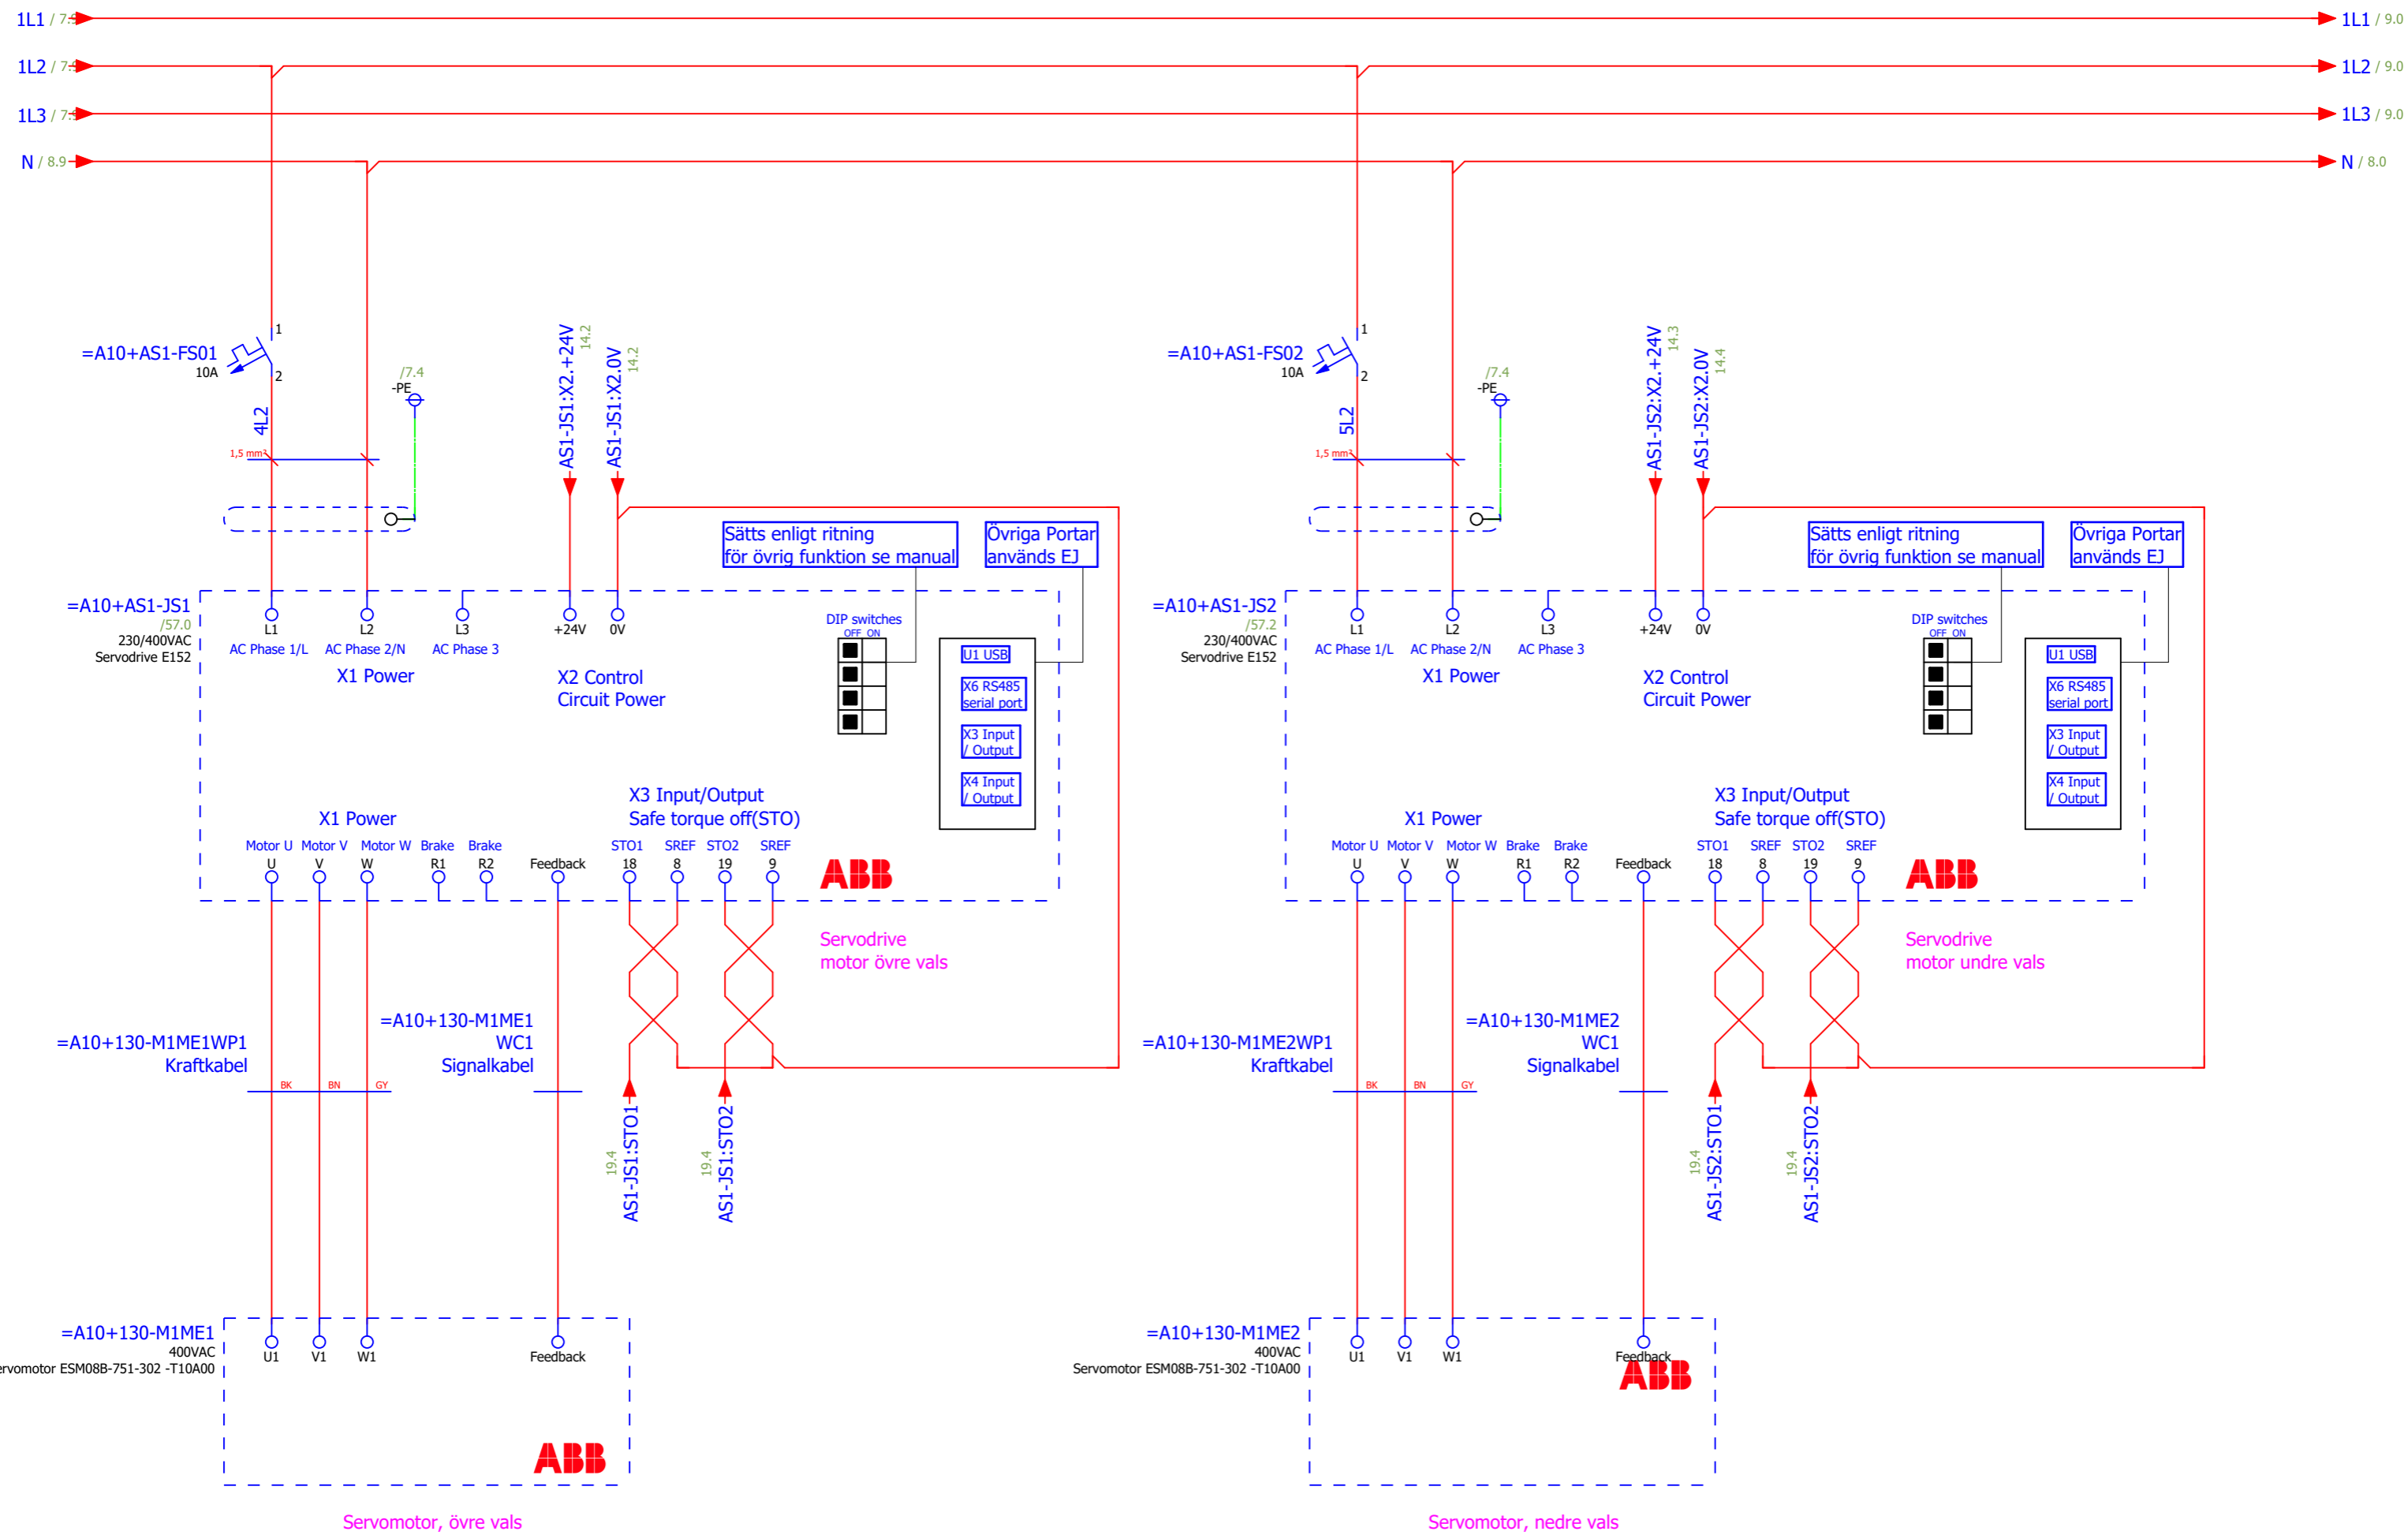 1L1 / 7.9
1L1 / 9.0
1L2 / 7.9
1L2 / 9.0
1L3 / 7.9
1L3 / 9.0
N / 8.9
N / 8.0
=A10+AS1-FS01
10A
1
2
4L2
1,5 mm²
/7.4
-PE
AS1-JS1:X2.+24V
14.2
AS1-JS1:X2.0V
14.2
Sätts enligt ritning
för övrig funktion se manual
Övriga Portar
används EJ
=A10+AS1-JS1
/57.0
230/400VAC
Servodrive E152
L1
L2
L3
+24V
0V
AC Phase 1/L
AC Phase 2/N
AC Phase 3
X1 Power
X2 Control
Circuit Power
DIP switches
OFF ON
U1 USB
X6 RS485
serial port
X3 Input
/ Output
X4 Input
/ Output
X1 Power
X3 Input/Output
Safe torque off(STO)
Motor U Motor V Motor W Brake Brake
STO1 SREF STO2 SREF
U V W R1 R2 Feedback 18 8 19 9
ABB
Servodrive
motor övre vals
=A10+130-M1ME1WP1
Kraftkabel
BK BN GY
=A10+130-M1ME1
WC1
Signalkabel
19.4
AS1-JS1:STO1
19.4
AS1-JS1:STO2
=A10+130-M1ME1
400VAC
ervomotor ESM08B-751-302 -T10A00
U1 V1 W1 Feedback
ABB
Servomotor, övre vals
=A10+AS1-FS02
10A
1
2
5L2
1,5 mm²
/7.4
-PE
AS1-JS2:X2.+24V
14.3
AS1-JS2:X2.0V
14.4
Sätts enligt ritning
för övrig funktion se manual
Övriga Portar
används EJ
=A10+AS1-JS2
/57.2
230/400VAC
Servodrive E152
L1
L2
L3
+24V
0V
AC Phase 1/L
AC Phase 2/N
AC Phase 3
X1 Power
X2 Control
Circuit Power
DIP switches
OFF ON
U1 USB
X6 RS485
serial port
X3 Input
/ Output
X4 Input
/ Output
X1 Power
X3 Input/Output
Safe torque off(STO)
Motor U Motor V Motor W Brake Brake
STO1 SREF STO2 SREF
U V W R1 R2 Feedback 18 8 19 9
ABB
Servodrive
motor undre vals
=A10+130-M1ME2WP1
Kraftkabel
BK BN GY
=A10+130-M1ME2
WC1
Signalkabel
19.4
AS1-JS2:STO1
19.4
AS1-JS2:STO2
=A10+130-M1ME2
400VAC
Servomotor ESM08B-751-302 -T10A00
U1 V1 W1 Feedback
ABB
Servomotor, nedre vals